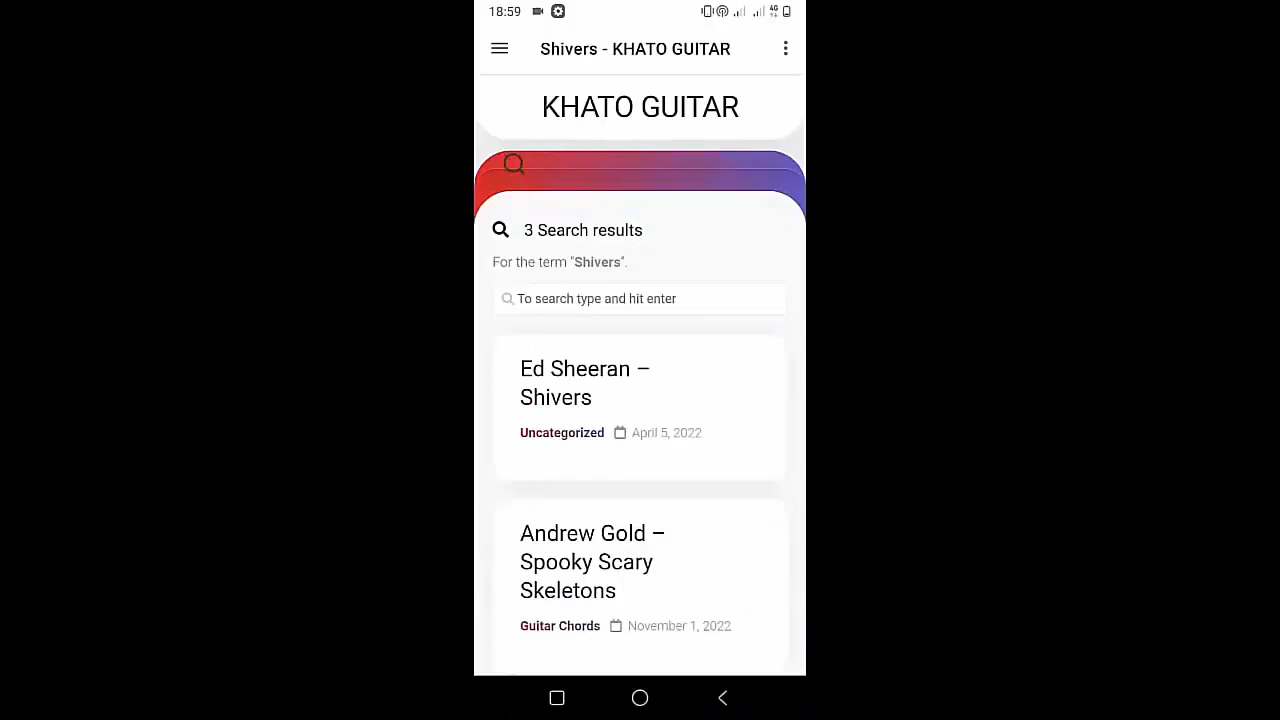 18:59
4G
Shivers - KHATO GUITAR
KHATO GUITAR
3 Search results
For the term "Shivers".
To search type and hit enter
Ed Sheeran –
Shivers
Uncategorized April 5, 2022
Andrew Gold –
Spooky Scary
Skeletons
Guitar Chords November 1, 2022